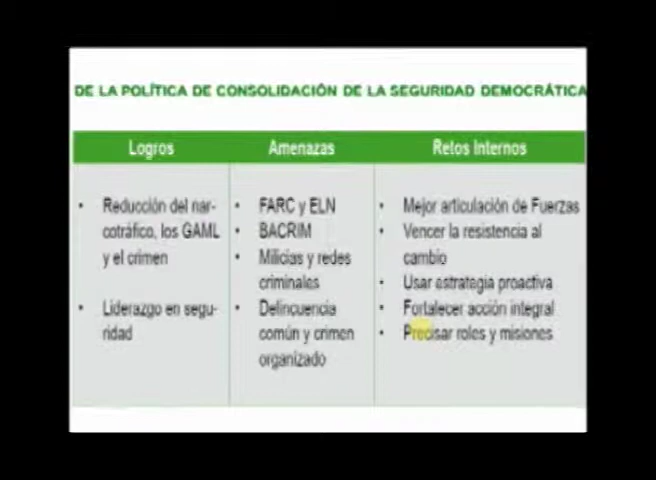 DE LA POLÍTICA DE CONSOLIDACIÓN DE LA SEGURIDAD DEMOCRÁTICA
Logros
• Reducción del nar-
cotráfico, los GAML
y el crimen
• Liderazgo en segu-
ridad
Amenazas
• FARC y ELN
• BACRIM
• Milicias y redes
criminales
• Delincuencia
común y crimen
organizado
Retos Internos
• Mejor articulación de Fuerzas
• Vencer la resistencia al
cambio
• Usar estrategia proactiva
• Fortalecer acción integral
• Precisar roles y misiones